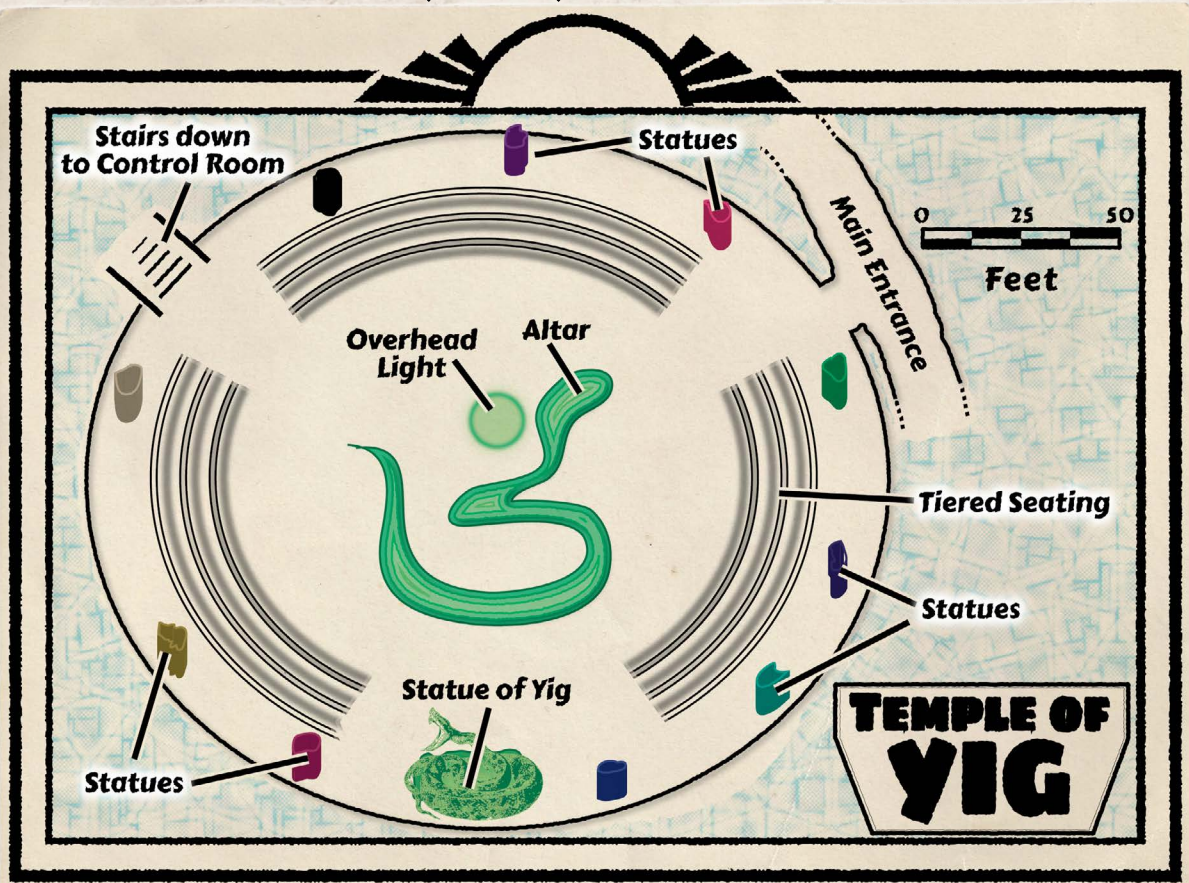 Stairs down
to Control Room
Statues
Main Entrance
0 25 50
Feet
Overhead
Light
Altar
Tiered Seating
Statues
Statue of Yig
Statues
TEMPLE OF
YIG